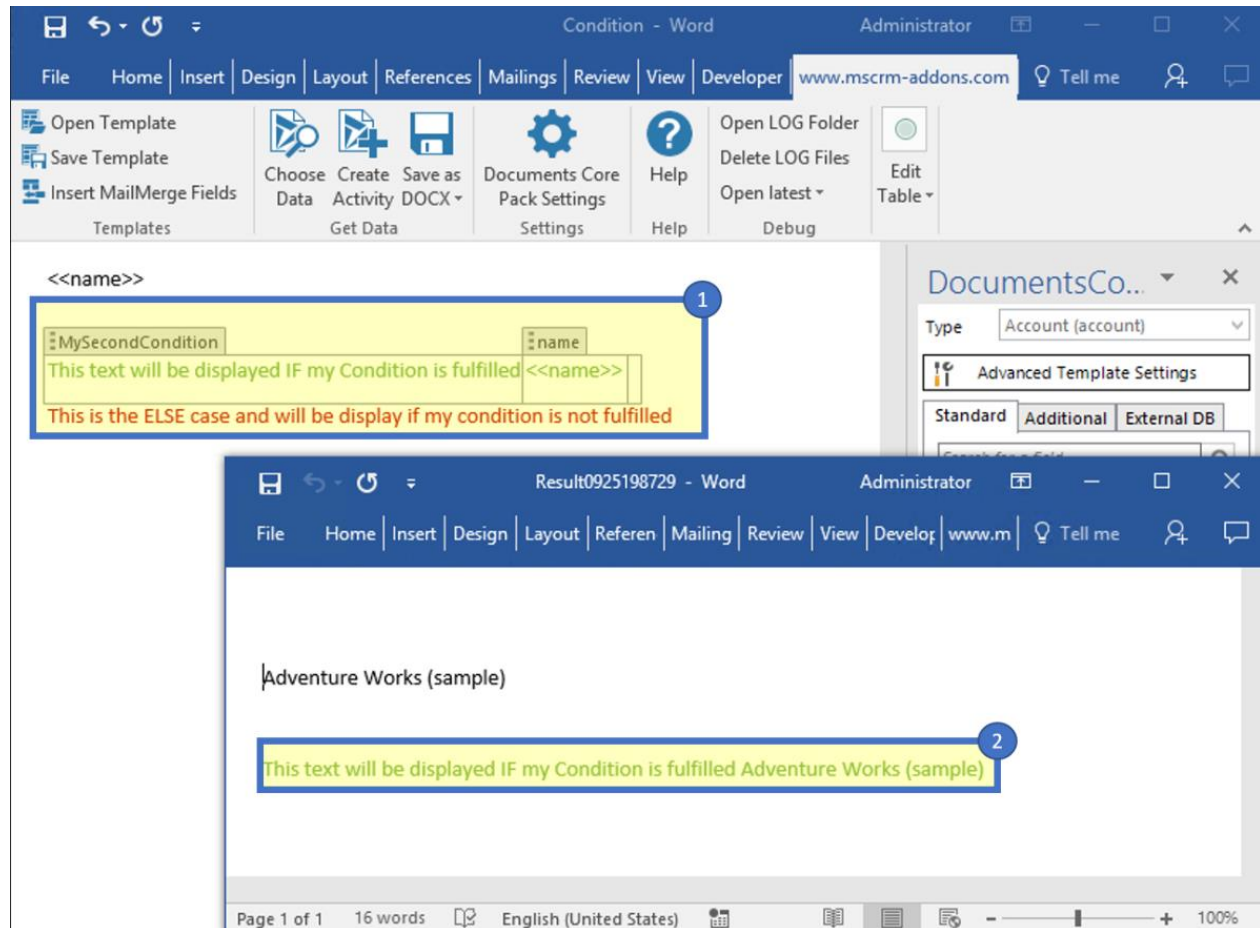 Condition - Word Administrator
File Home Insert Design Layout References Mailings Review View Developer www.mscrm-addons.com Tell me
Open Template
Save Template
Insert MailMerge Fields
Templates
Choose Data
Create Activity
Save as DOCX
Get Data
Documents Core Pack Settings
Settings
Help
Help
Open LOG Folder
Delete LOG Files
Open latest
Debug
Edit Table
<<name>>
1
MySecondCondition name
This text will be displayed IF my Condition is fulfilled <<name>>
This is the ELSE case and will be display if my condition is not fulfilled
DocumentsCo...
Type Account (account)
Advanced Template Settings
Standard Additional External DB
Search for a field
Result0925198729 - Word Administrator
File Home Insert Design Layout Referen Mailing Review View Develop www.m Tell me
Adventure Works (sample)
2
This text will be displayed IF my Condition is fulfilled Adventure Works (sample)
Page 1 of 1 16 words English (United States) 100%